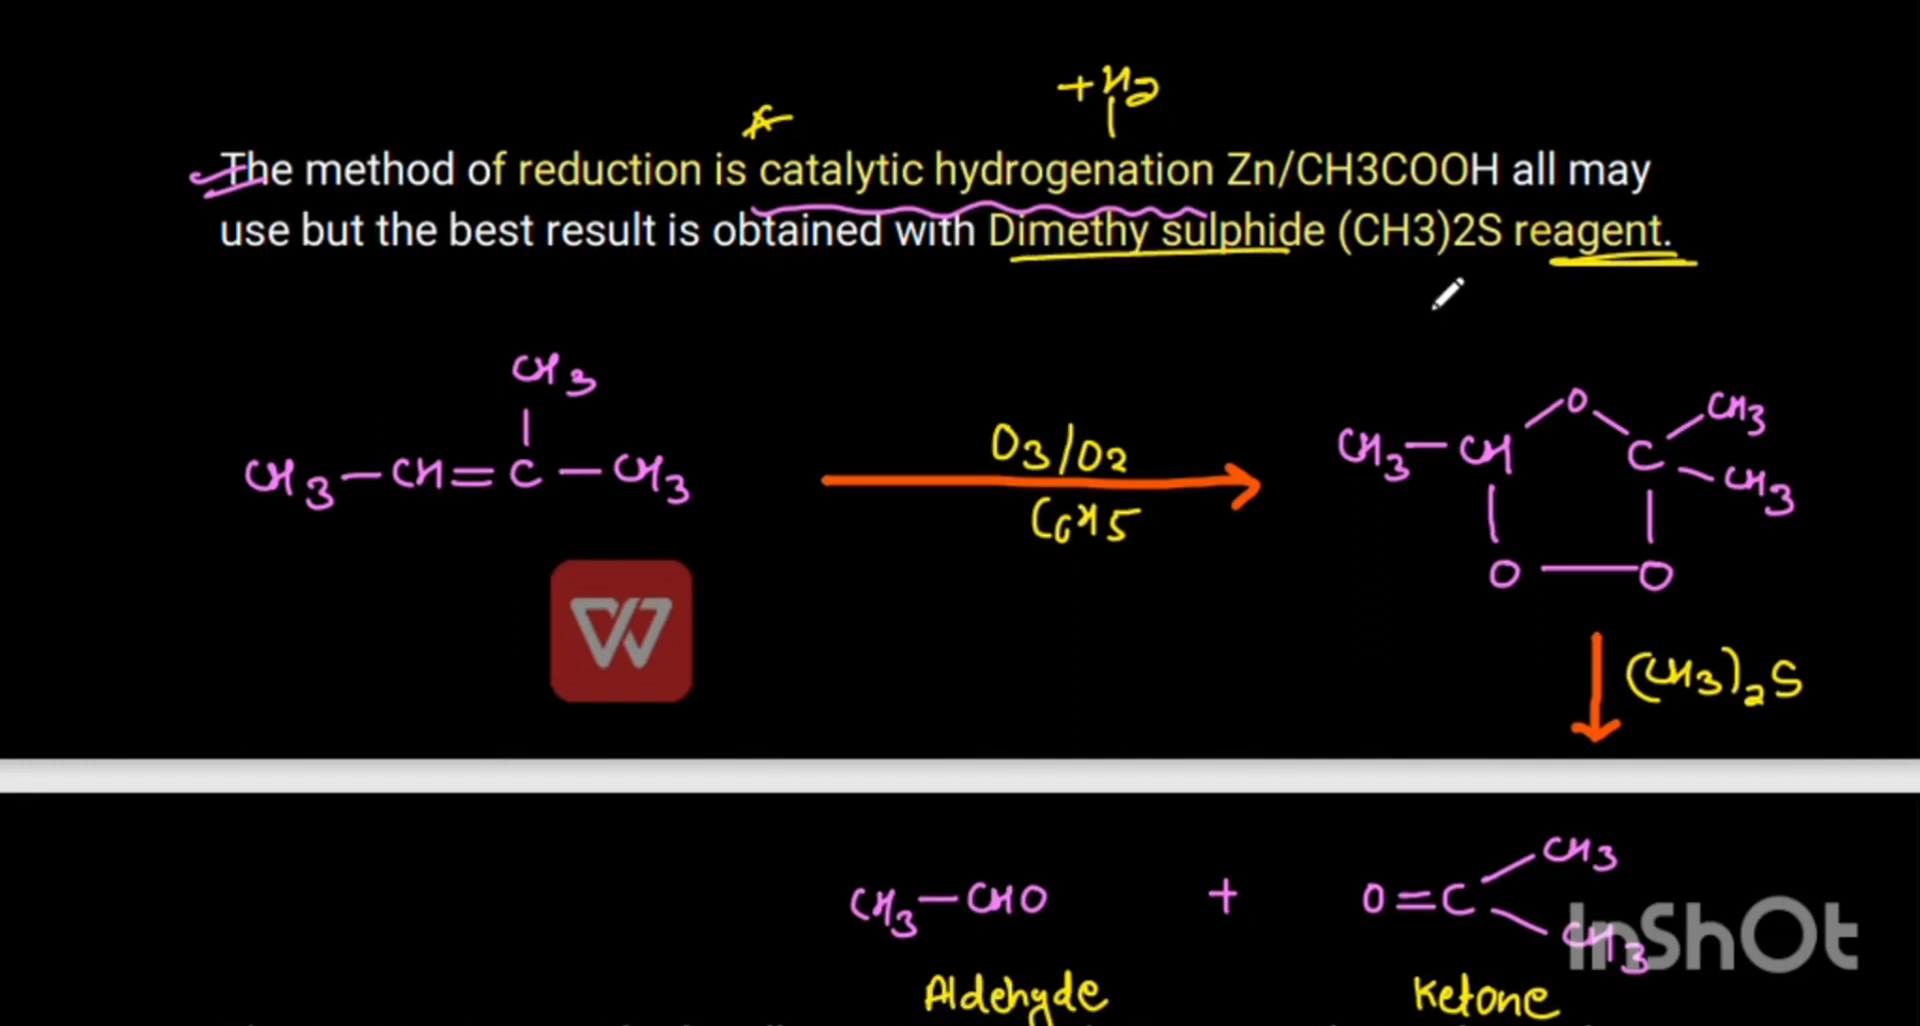 +H2
The method of reduction is catalytic hydrogenation Zn/CH3COOH all may
use but the best result is obtained with Dimethy sulphide (CH3)2S reagent.
CH3
|
CH3-CH=C-CH3
O3/O2
C6H5
O
CH3-CH C CH3
CH3
O-O
(CH3)2S
CH3-CHO + O=C CH3
CH3
InShOt
Aldehyde Ketone